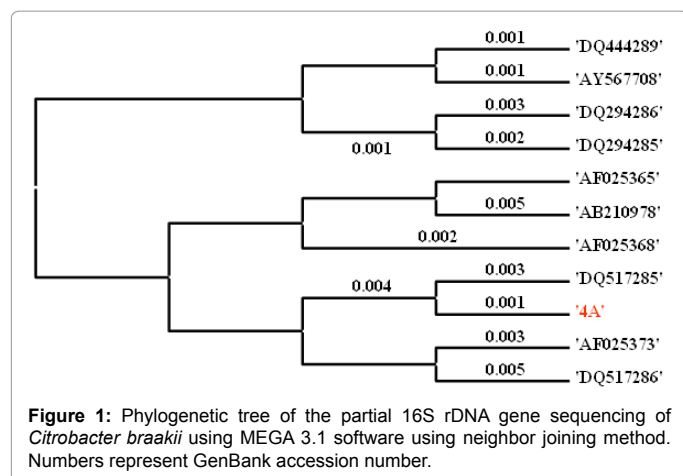 0.001
'DQ444289'
0.001
'AY567708'
0.003
'DQ294286'
0.001
0.002
'DQ294285'
'AF025365'
0.005
'AB210978'
0.002
'AF025368'
0.004
0.003
'DQ517285'
0.001
'4A'
0.003
'AF025373'
0.005
'DQ517286'
Figure 1: Phylogenetic tree of the partial 16S rDNA gene sequencing of
Citrobacter braakii using MEGA 3.1 software using neighbor joining method.
Numbers represent GenBank accession number.